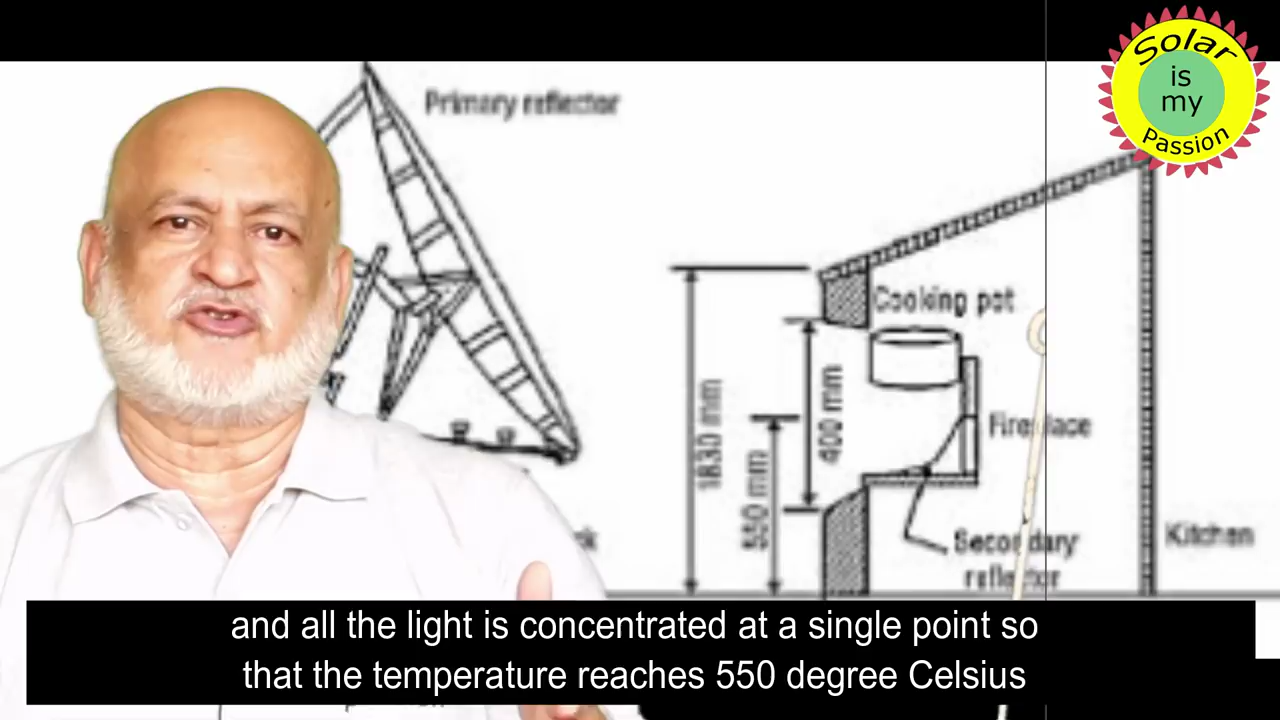 Solar
is
my
Passion
Primary reflector
Cooking pot
1830 mm
400 mm
550 mm
Fireplace
Secondary
reflector
Kitchen
and all the light is concentrated at a single point so
that the temperature reaches 550 degree Celsius